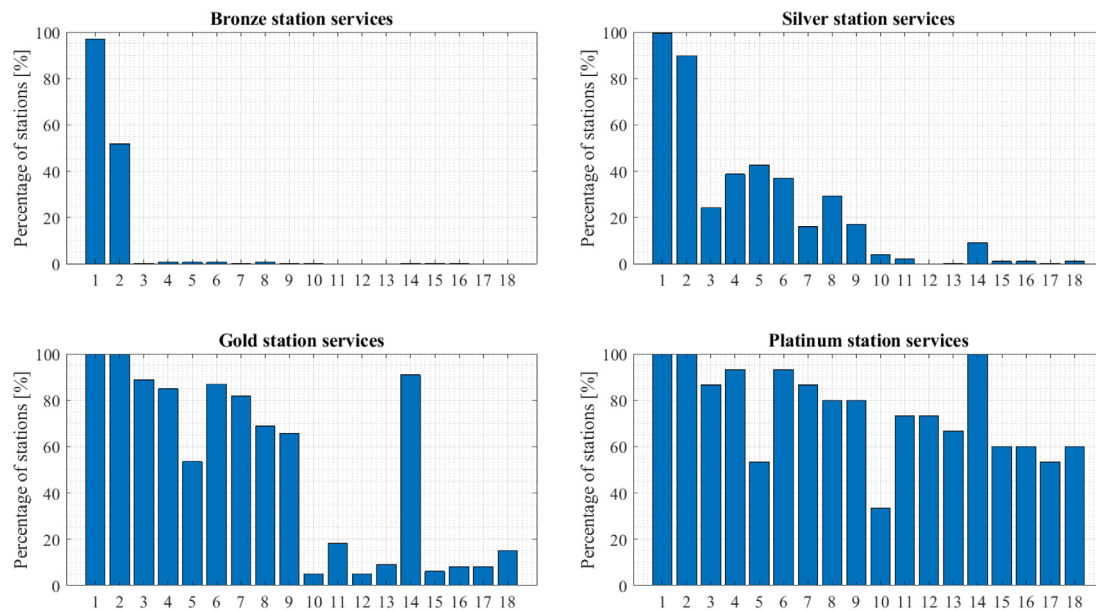 Bronze station services
Percentage of stations [%]
100
80
60
40
20
0
1 2 3 4 5 6 7 8 9 10 11 12 13 14 15 16 17 18
Silver station services
Percentage of stations [%]
100
80
60
40
20
0
1 2 3 4 5 6 7 8 9 10 11 12 13 14 15 16 17 18
Gold station services
Percentage of stations [%]
100
80
60
40
20
0
1 2 3 4 5 6 7 8 9 10 11 12 13 14 15 16 17 18
Platinum station services
Percentage of stations [%]
100
80
60
40
20
0
1 2 3 4 5 6 7 8 9 10 11 12 13 14 15 16 17 18